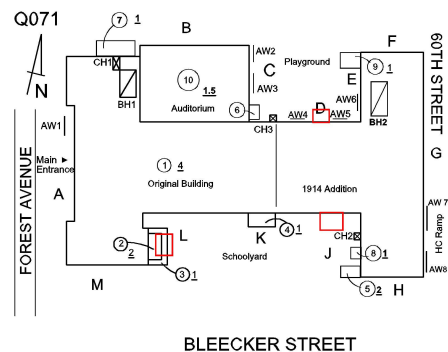 Q071
N
7 1
B
F
60TH STREET
CH1
BH1
AW2
C
AW3
Playground
9 1
E
10
1.5
Auditorium
6
CH3
D
AW4
AW5
AW6
BH2
G
AW1
Main ►
Entrance
A
FOREST AVENUE
1 4
Original Building
1914 Addition
AW 7
HC Ramp
AW8
2
2
L
3 1
K
4 1
Schoolyard
CH2
J
8 1
5 2
M
H
BLEECKER STREET